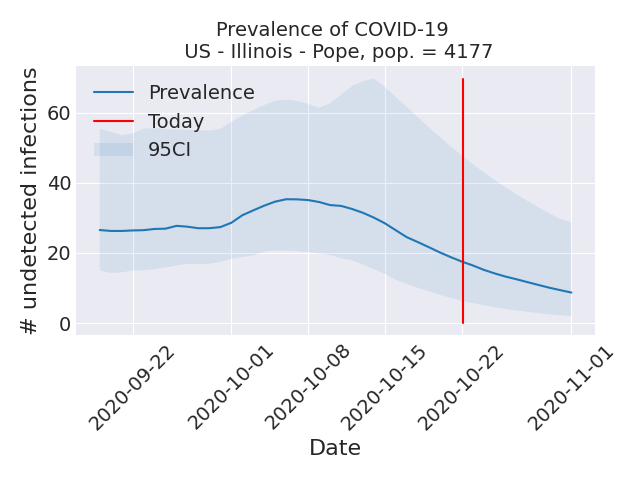 Prevalence of COVID-19
US - Illinois - Pope, pop. = 4177
# undetected infections
60
40
20
0
Prevalence
Today
95CI
2020-09-22
2020-10-01
2020-10-08
2020-10-15
2020-10-22
2020-11-01
Date